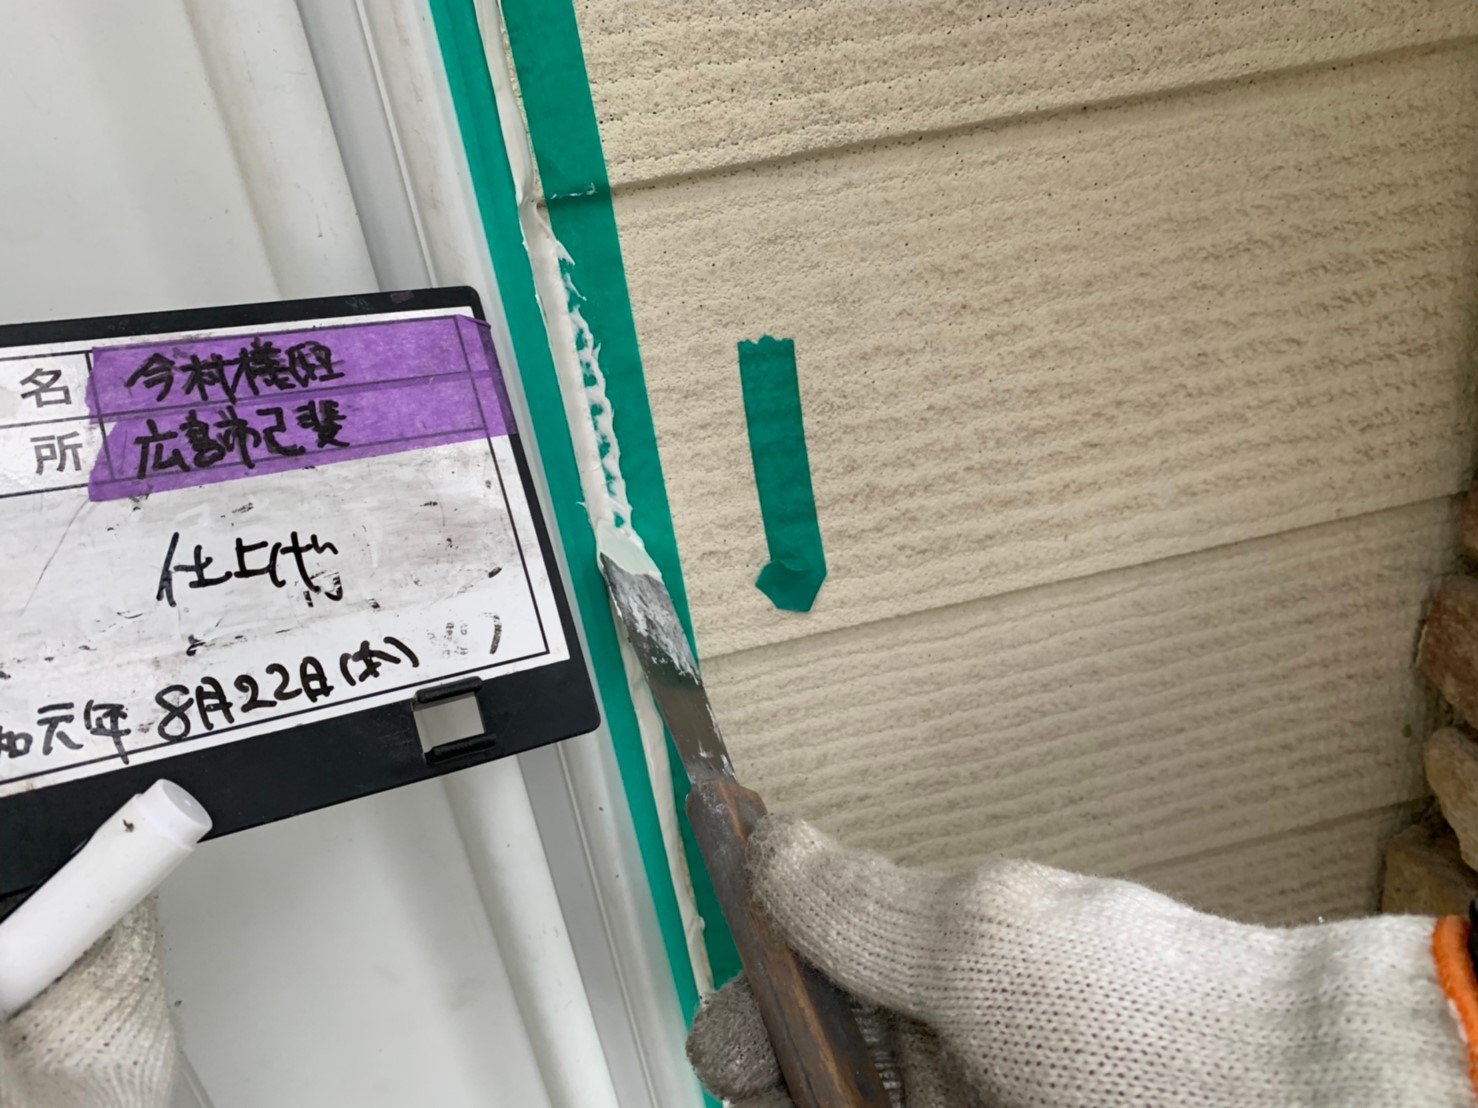 名 今村様邸
所 広島市己斐
仕上げ
和元年 8月22日(木)